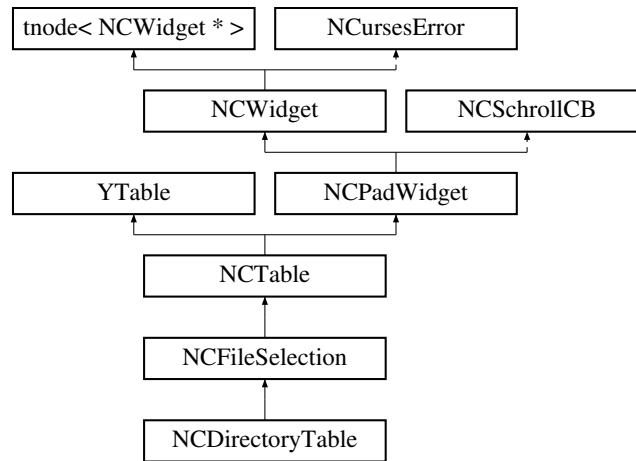 tnode< NCWidget * >
NCursesError
NCWidget
NCSchrollCB
YTable
NCPadWidget
NCTable
NCFileSelection
NCDirectoryTable